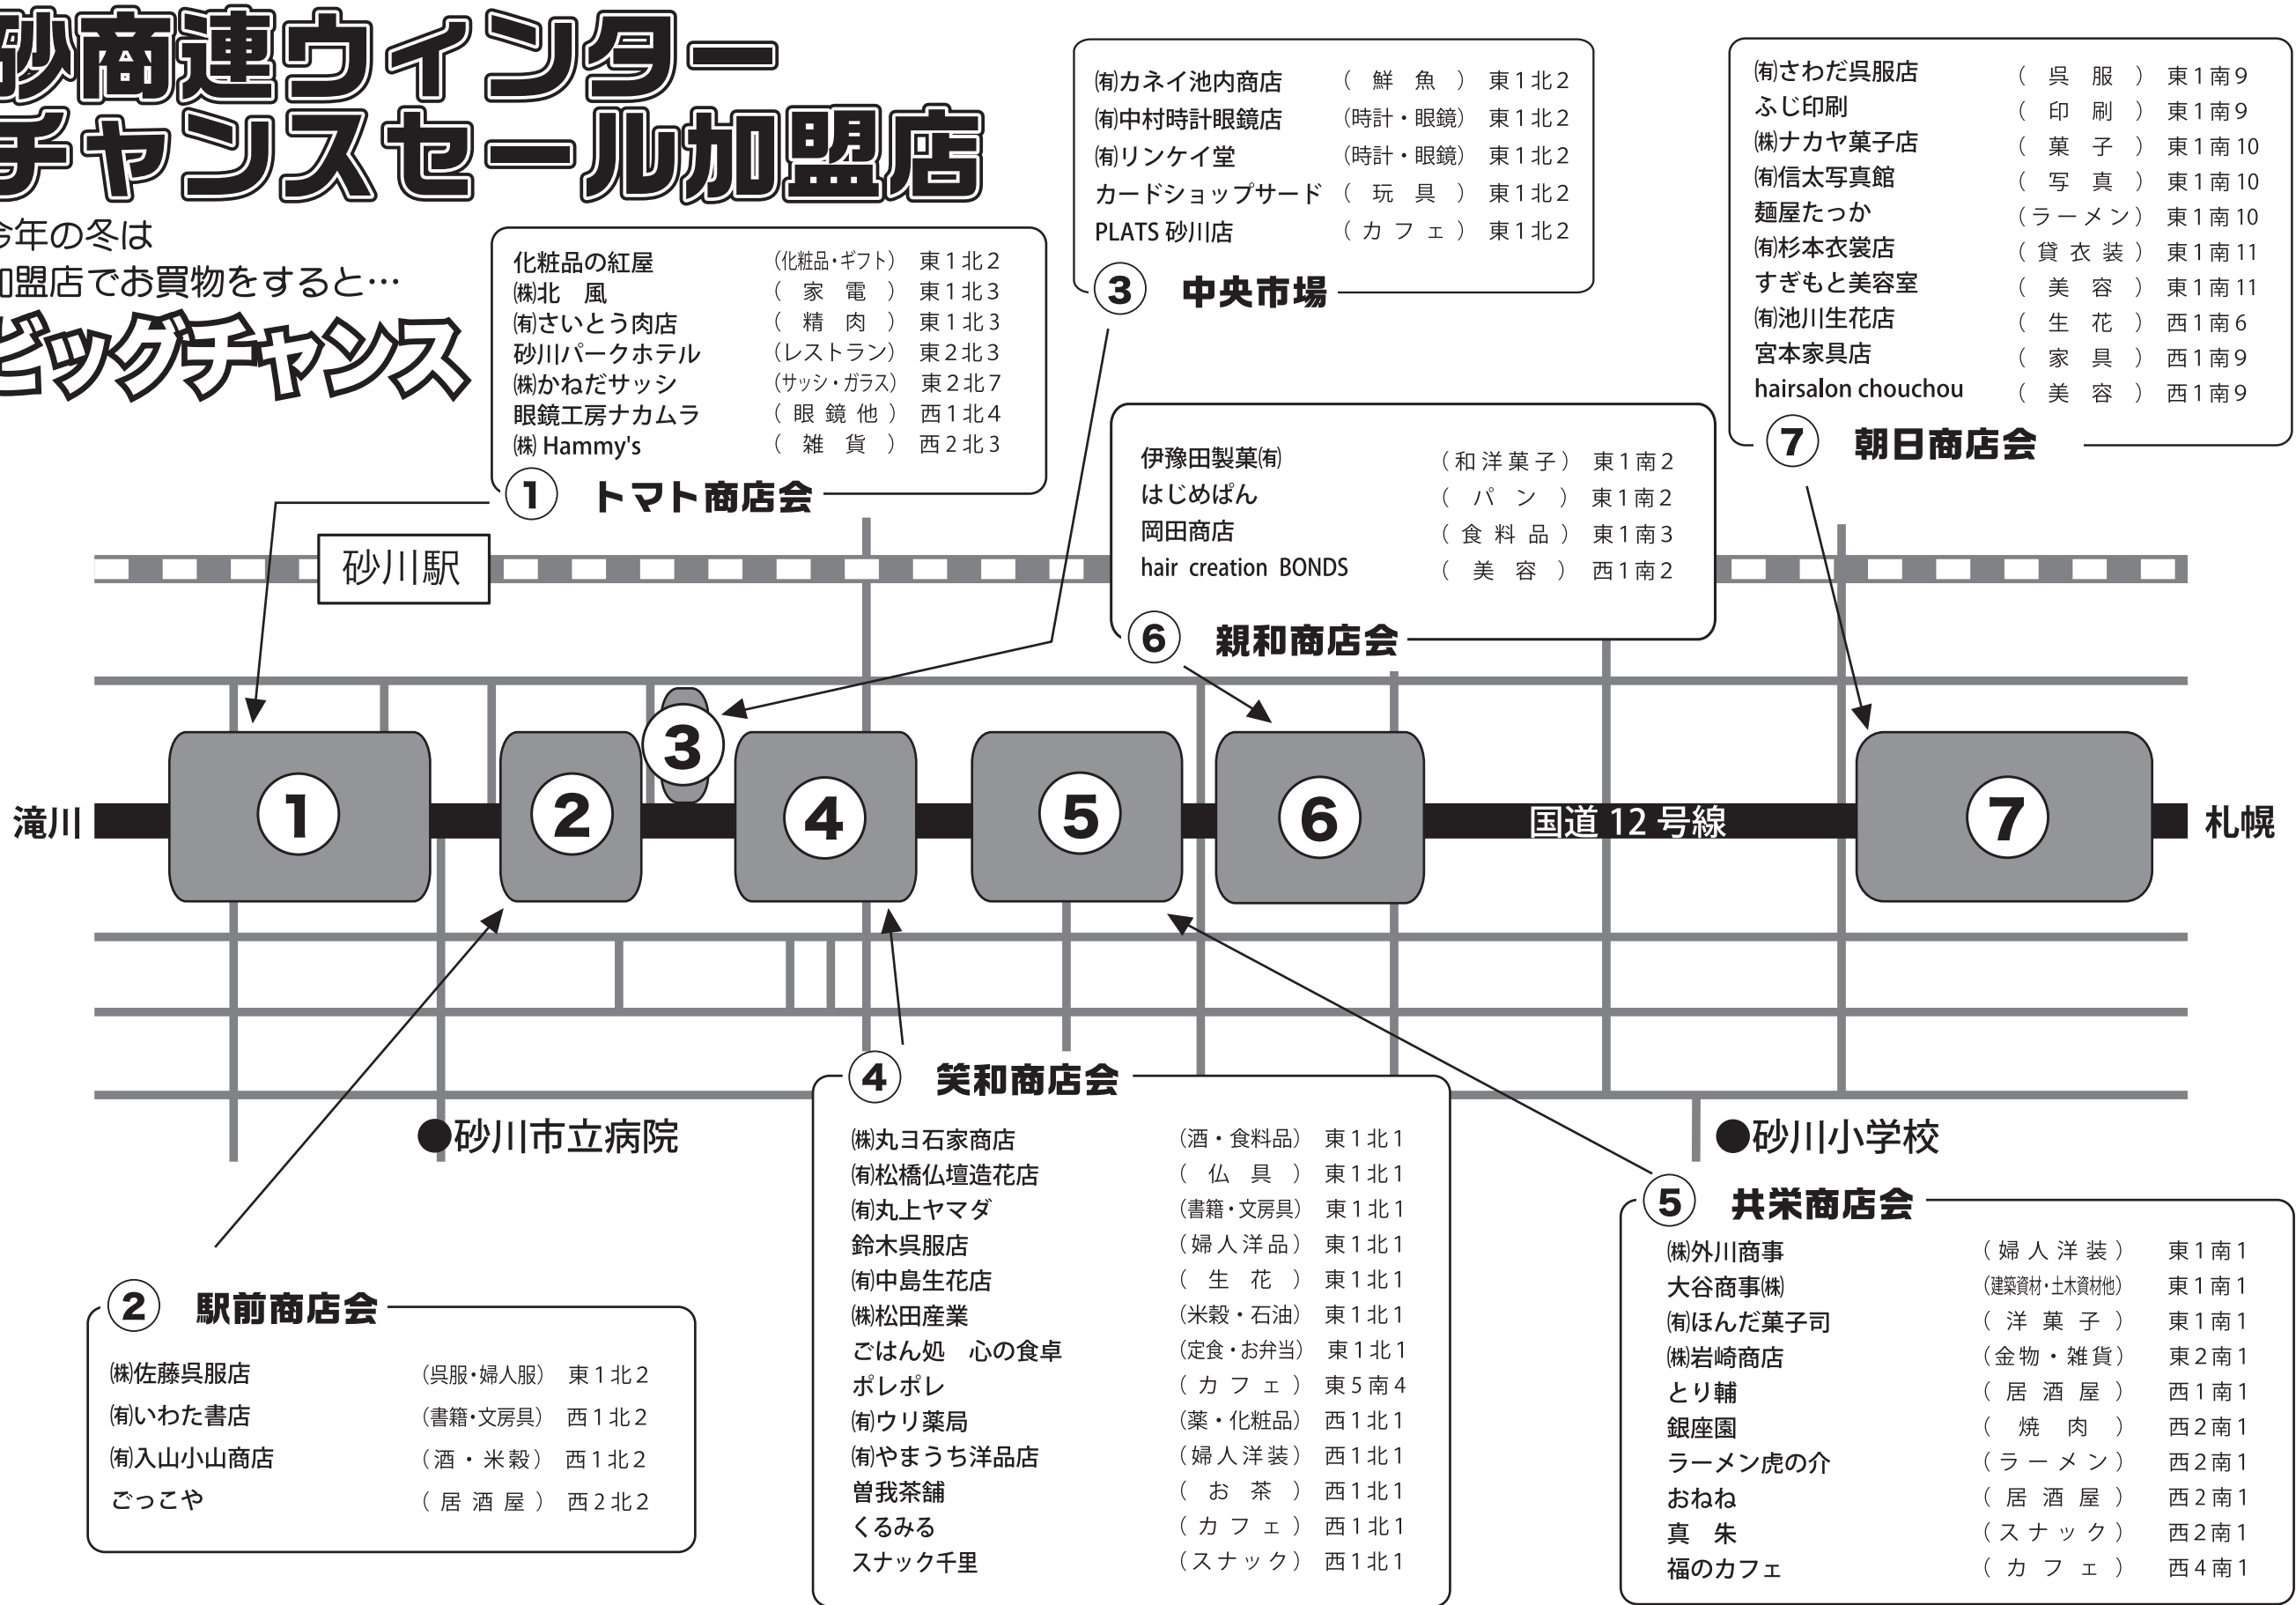 砂商連ウィンター
チャンスセール加盟店
今年の冬は
加盟店でお買物をすると…
ビッグチャンス
化粧品の紅屋 （化粧品・ギフト） 東1北2
㈱北　風 （家電） 東1北3
㈲さいとう肉店 （精肉） 東1北3
砂川パークホテル （レストラン） 東2北3
㈱かねだサッシ （サッシ・ガラス） 東2北7
眼鏡工房ナカムラ （眼鏡他） 西1北4
㈱ Hammy's （雑貨） 西2北3
① トマト商店会
㈲カネイ池内商店 （鮮魚） 東1北2
㈲中村時計眼鏡店 （時計・眼鏡） 東1北2
㈲リンケイ堂 （時計・眼鏡） 東1北2
カードショップサード （玩具） 東1北2
PLATS 砂川店 （カフェ） 東1北2
③ 中央市場
㈲さわだ呉服店 （呉服） 東1南9
ふじ印刷 （印刷） 東1南9
㈱ナカヤ菓子店 （菓子） 東1南10
㈲信太写真館 （写真） 東1南10
麺屋たっか （ラーメン） 東1南10
㈲杉本衣裳店 （貸衣装） 東1南11
すぎもと美容室 （美容） 東1南11
㈲池川生花店 （生花） 西1南6
宮本家具店 （家具） 西1南9
hairsalon chouchou （美容） 西1南9
⑦ 朝日商店会
伊豫田製菓㈲ （和洋菓子） 東1南2
はじめぱん （パン） 東1南2
岡田商店 （食料品） 東1南3
hair creation BONDS （美容） 西1南2
⑥ 親和商店会
砂川駅
滝川 1 2 3 4 5 6 国道12号線 7 札幌
●砂川市立病院
●砂川小学校
② 駅前商店会
㈱佐藤呉服店 （呉服・婦人服） 東1北2
㈲いわた書店 （書籍・文房具） 西1北2
㈲入山小山商店 （酒・米穀） 西1北2
ごっこや （居酒屋） 西2北2
④ 笑和商店会
㈱丸ヨ石家商店 （酒・食料品） 東1北1
㈲松橋仏壇造花店 （仏具） 東1北1
㈲丸上ヤマダ （書籍・文房具） 東1北1
鈴木呉服店 （婦人洋品） 東1北1
㈲中島生花店 （生花） 東1北1
㈱松田産業 （米穀・石油） 東1北1
ごはん処　心の食卓 （定食・お弁当） 東1北1
ポレポレ （カフェ） 東5南4
㈲ウリ薬局 （薬・化粧品） 西1北1
㈲やまうち洋品店 （婦人洋装） 西1北1
曽我茶舗 （お茶） 西1北1
くるみる （カフェ） 西1北1
スナック千里 （スナック） 西1北1
⑤ 共栄商店会
㈱外川商事 （婦人洋装） 東1南1
大谷商事㈱ （建築資材・土木資材他） 東1南1
㈲ほんだ菓子司 （洋菓子） 東1南1
㈱岩崎商店 （金物・雑貨） 東2南1
とり輔 （居酒屋） 西1南1
銀座園 （焼肉） 西2南1
ラーメン虎の介 （ラーメン） 西2南1
おねね （居酒屋） 西2南1
真　朱 （スナック） 西2南1
福のカフェ （カフェ） 西4南1